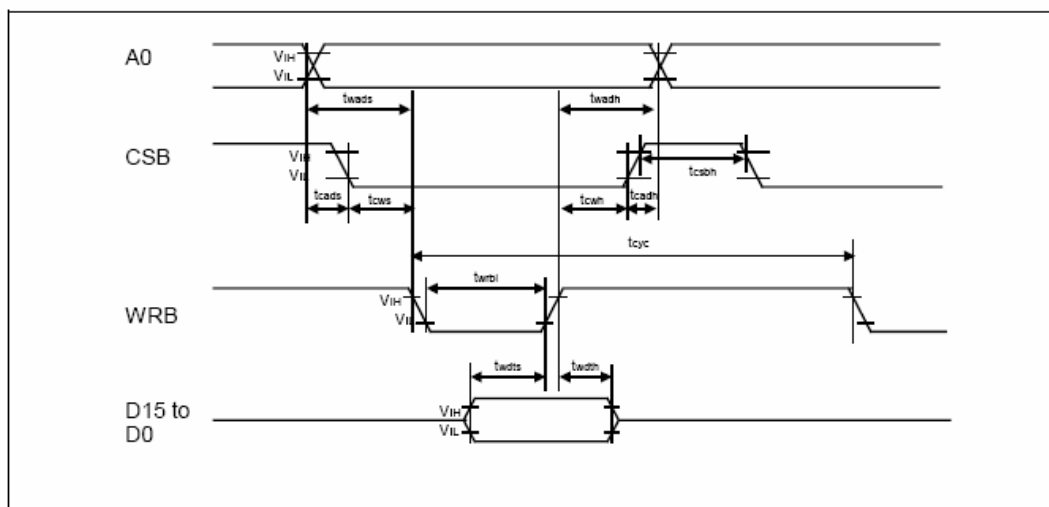 A0
VIH
VIL
twads
twadh
CSB
VIH
VIL
tcsbh
tcads
tcws
tcwh
tcadh
tcyc
twrbl
WRB
VIH
VIL
twdts
twdth
D15 to
D0
VIH
VIL